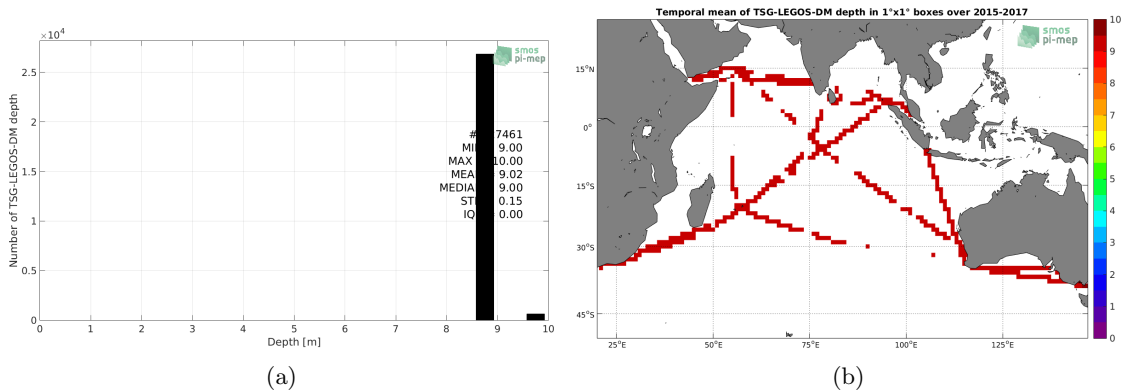 ×10⁴
smos
pi-mep
2.5
2
1.5
1
0.5
0
Number of TSG-LEGOS-DM depth
7461
9.00
MAX 10.00
9.02
MEDIAN 9.00
0.15
0.00
0 1 2 3 4 5 6 7 8 9 10
Depth [m]
(a)
Temporal mean of TSG-LEGOS-DM depth in 1°x1° boxes over 2015-2017
smos
pi-mep
15°N
0°
15°S
30°S
45°S
25°E 50°E 75°E 100°E 125°E
10
9
8
7
6
5
4
3
2
1
0
(b)